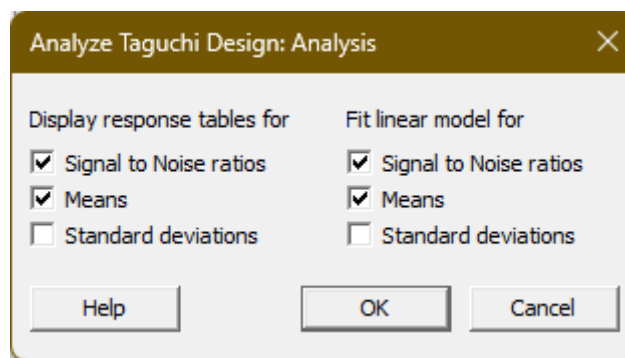 Analyze Taguchi Design: Analysis
Display response tables for
Signal to Noise ratios
Means
Standard deviations
Fit linear model for
Signal to Noise ratios
Means
Standard deviations
Help
OK
Cancel